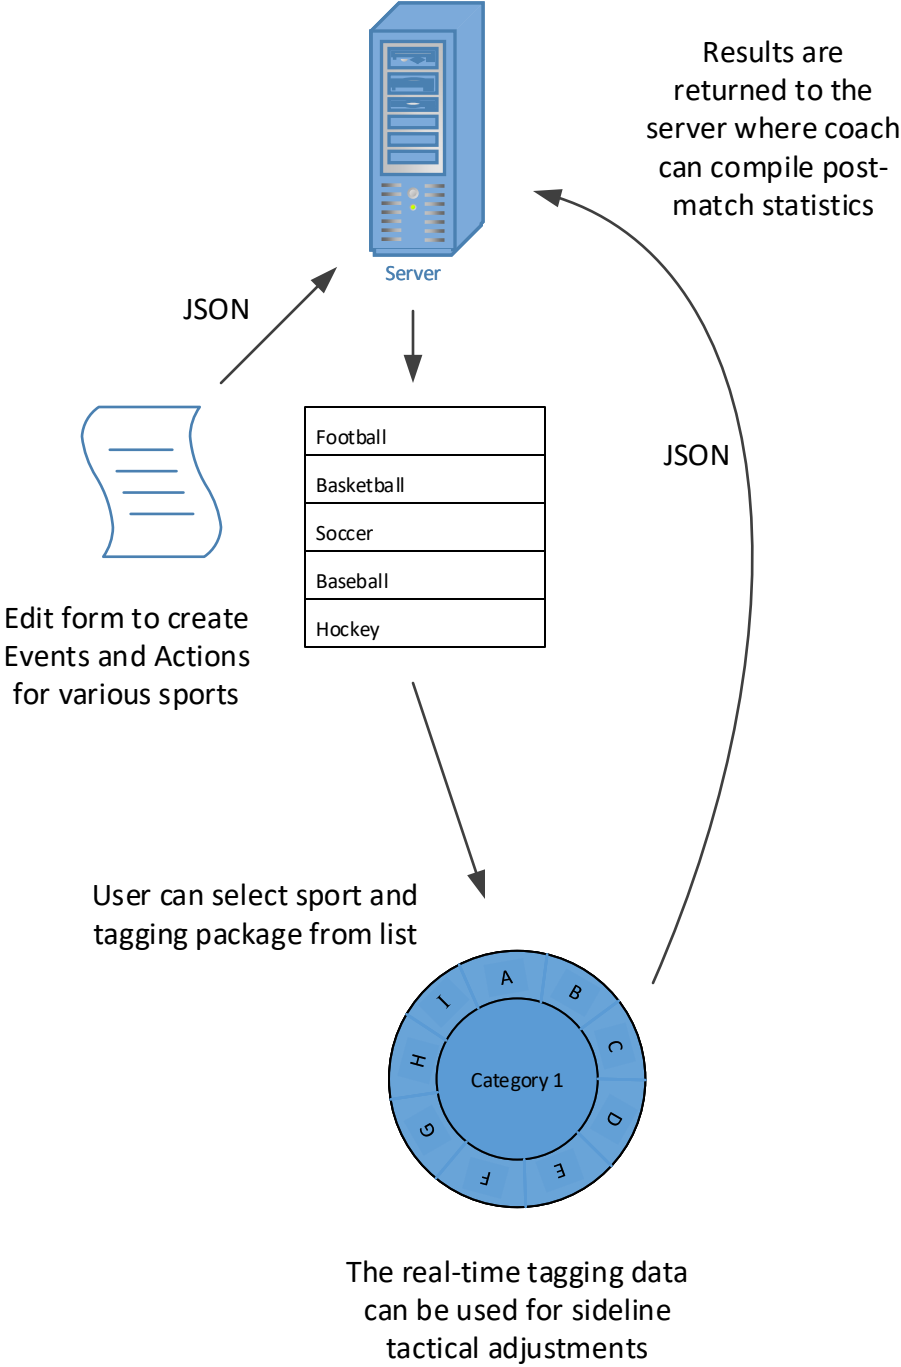 Results are
returned to the
server where coach
can compile post-
match statistics
Server
JSON
Football
Basketball
Soccer
Baseball
Hockey
JSON
Edit form to create
Events and Actions
for various sports
User can select sport and
tagging package from list
A
B
C
D
E
F
G
H
I
Category 1
The real-time tagging data
can be used for sideline
tactical adjustments